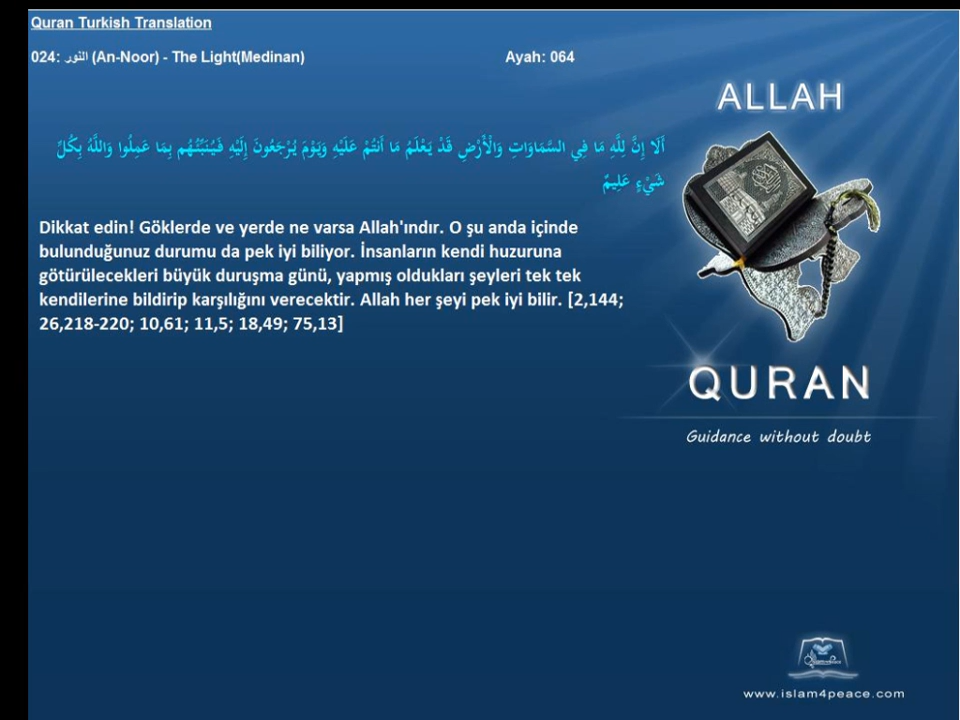 Quran Turkish Translation
024: النور (An-Noor) - The Light(Medinan) Ayah: 064
ALLAH
أَلَا إِنَّ لِلَّهِ مَا فِي السَّمَاوَاتِ وَالْأَرْضِ قَدْ يَعْلَمُ مَا أَنتُمْ عَلَيْهِ وَيَوْمَ يُرْجَعُونَ إِلَيْهِ فَيُنَبِّئُهُم بِمَا عَمِلُوا وَاللَّهُ بِكُلِّ
شَيْءٍ عَلِيمٌ
Dikkat edin! Göklerde ve yerde ne varsa Allah'ındır. O şu anda içinde
bulunduğunuz durumu da pek iyi biliyor. İnsanların kendi huzuruna
götürülecekleri büyük duruşma günü, yapmış oldukları şeyleri tek tek
kendilerine bildirip karşılığını verecektir. Allah her şeyi pek iyi bilir. [2,144;
26,218-220; 10,61; 11,5; 18,49; 75,13]
QURAN
Guidance without doubt
www.islam4peace.com